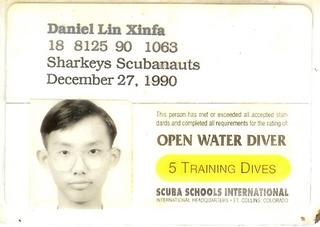 Daniel Lin Xinfa
18 8125 90 1063
Sharkeys Scubanauts
December 27, 1990
This person has met or exceeded all accepted stan-
dards and completed all requirements for the rating of:
OPEN WATER DIVER
5 TRAINING DIVES
SCUBA SCHOOLS INTERNATIONAL
INTERNATIONAL HEADQUARTERS • FT. COLLINS, COLORADO